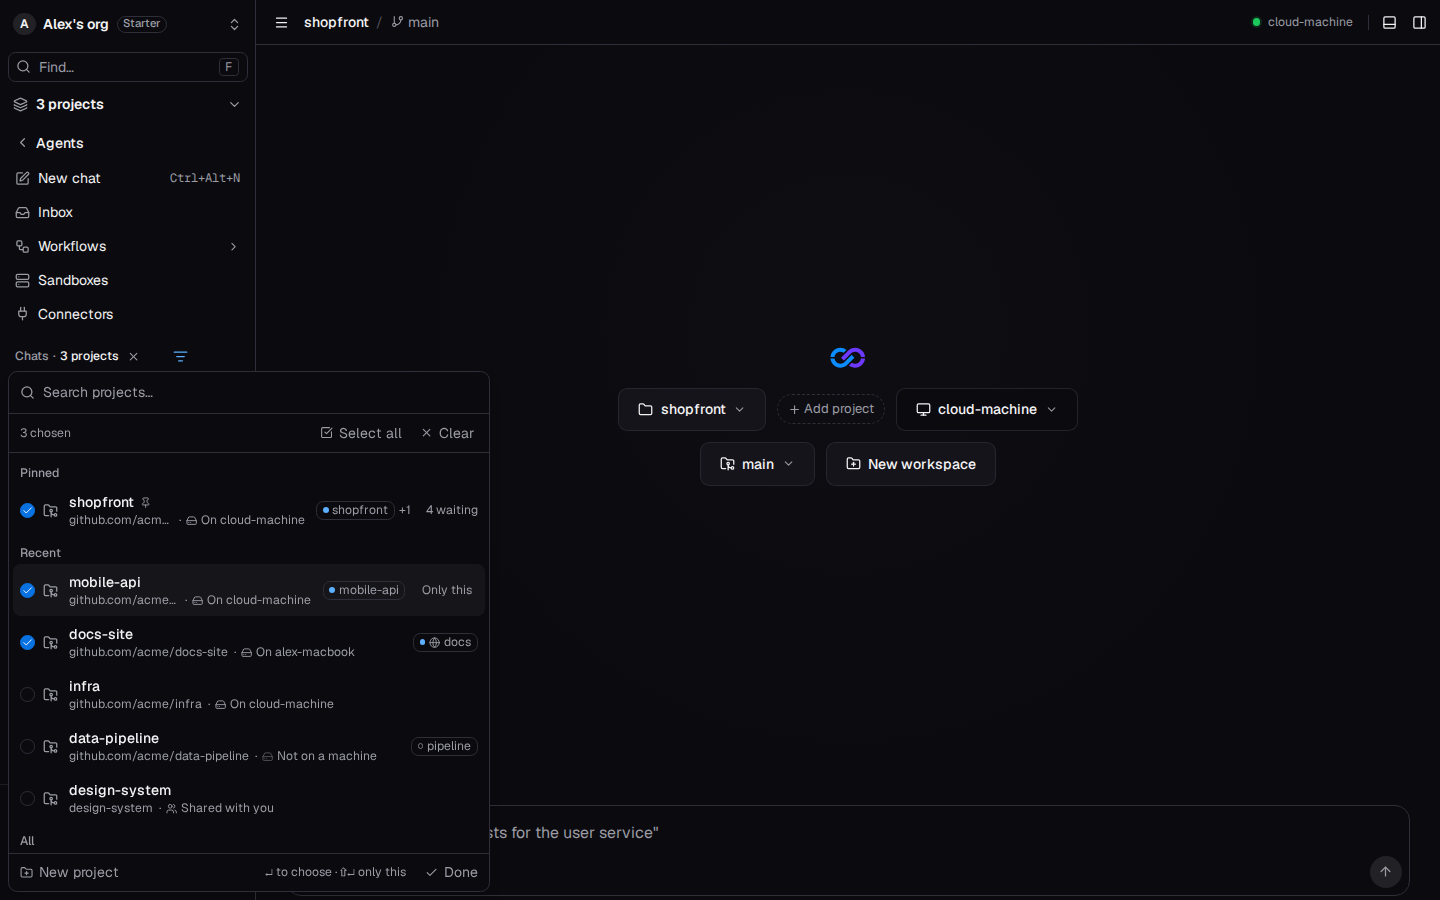 A Alex's org Starter
Find... F
3 projects
Agents
New chat Ctrl+Alt+N
Inbox
Workflows
Sandboxes
Connectors
Chats · 3 projects
shopfront / main
cloud-machine
shopfront
+ Add project
cloud-machine
main
New workspace
Search projects...
3 chosen Select all Clear
Pinned
shopfront
github.com/acm... · On cloud-machine
shopfront +1 4 waiting
Recent
mobile-api
github.com/acme... · On cloud-machine
mobile-api Only this
docs-site
github.com/acme/docs-site · On alex-macbook
docs
infra
github.com/acme/infra · On cloud-machine
data-pipeline
github.com/acme/data-pipeline · Not on a machine
pipeline
design-system
design-system · Shared with you
All
New project ↵ to choose · ⇧↵ only this Done
sts for the user service"